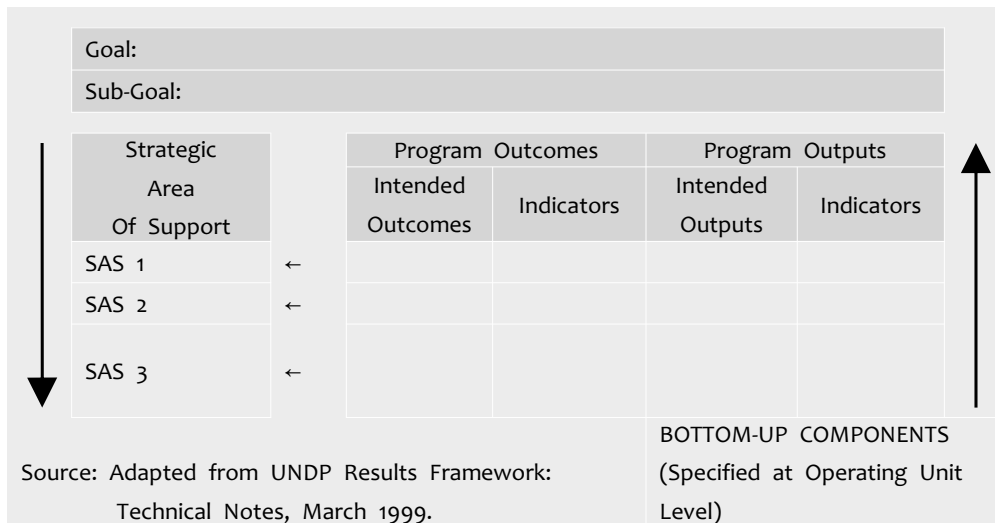 Goal:
Sub-Goal:
Strategic
Area
Of Support
Program Outcomes
Program Outputs
Intended
Outcomes
Indicators
Intended
Outputs
Indicators
SAS 1 ←
SAS 2 ←
SAS 3 ←
Source: Adapted from UNDP Results Framework:
Technical Notes, March 1999.
BOTTOM-UP COMPONENTS
(Specified at Operating Unit
Level)